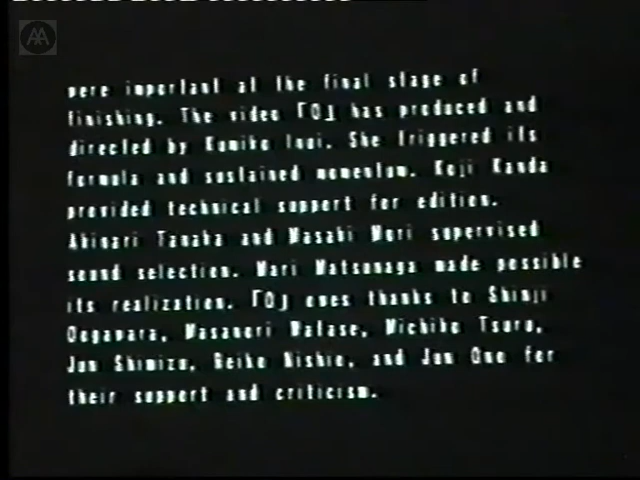 AA
were important at the final stage of
finishing. The video 「O」 has produced and
directed by Kumiko Inui. She triggered its
formula and sustained momentum. Koji Kanda
provided technical support for edition.
Akinari Tanaka and Masaki Mori supervised
sound selection. Mari Matsunaga made possible
its realization. 「O」 owes thanks to Shinji
Masanori Michiko Tsuru,
Jun Shimizu, Reiko Nishio, and Jun Ono for
their support and criticism.